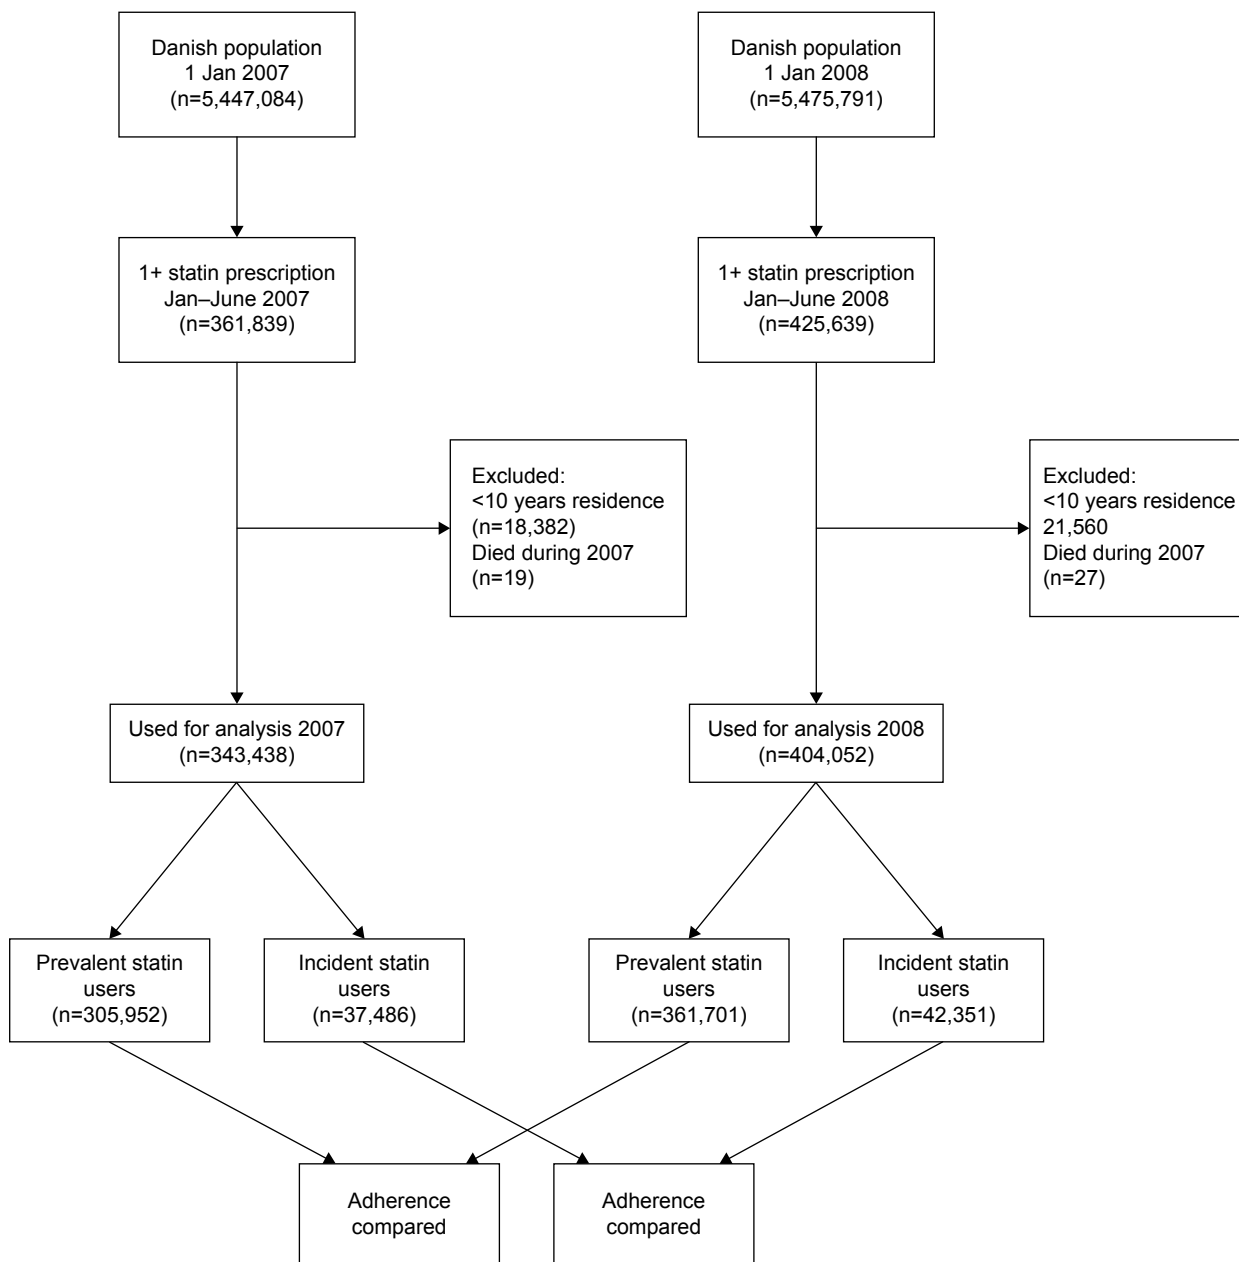 Danish population
1 Jan 2007
(n=5,447,084)
Danish population
1 Jan 2008
(n=5,475,791)
1+ statin prescription
Jan–June 2007
(n=361,839)
1+ statin prescription
Jan–June 2008
(n=425,639)
Excluded:
<10 years residence
(n=18,382)
Died during 2007
(n=19)
Excluded:
<10 years residence
21,560
Died during 2007
(n=27)
Used for analysis 2007
(n=343,438)
Used for analysis 2008
(n=404,052)
Prevalent statin
users
(n=305,952)
Incident statin
users
(n=37,486)
Prevalent statin
users
(n=361,701)
Incident statin
users
(n=42,351)
Adherence
compared
Adherence
compared